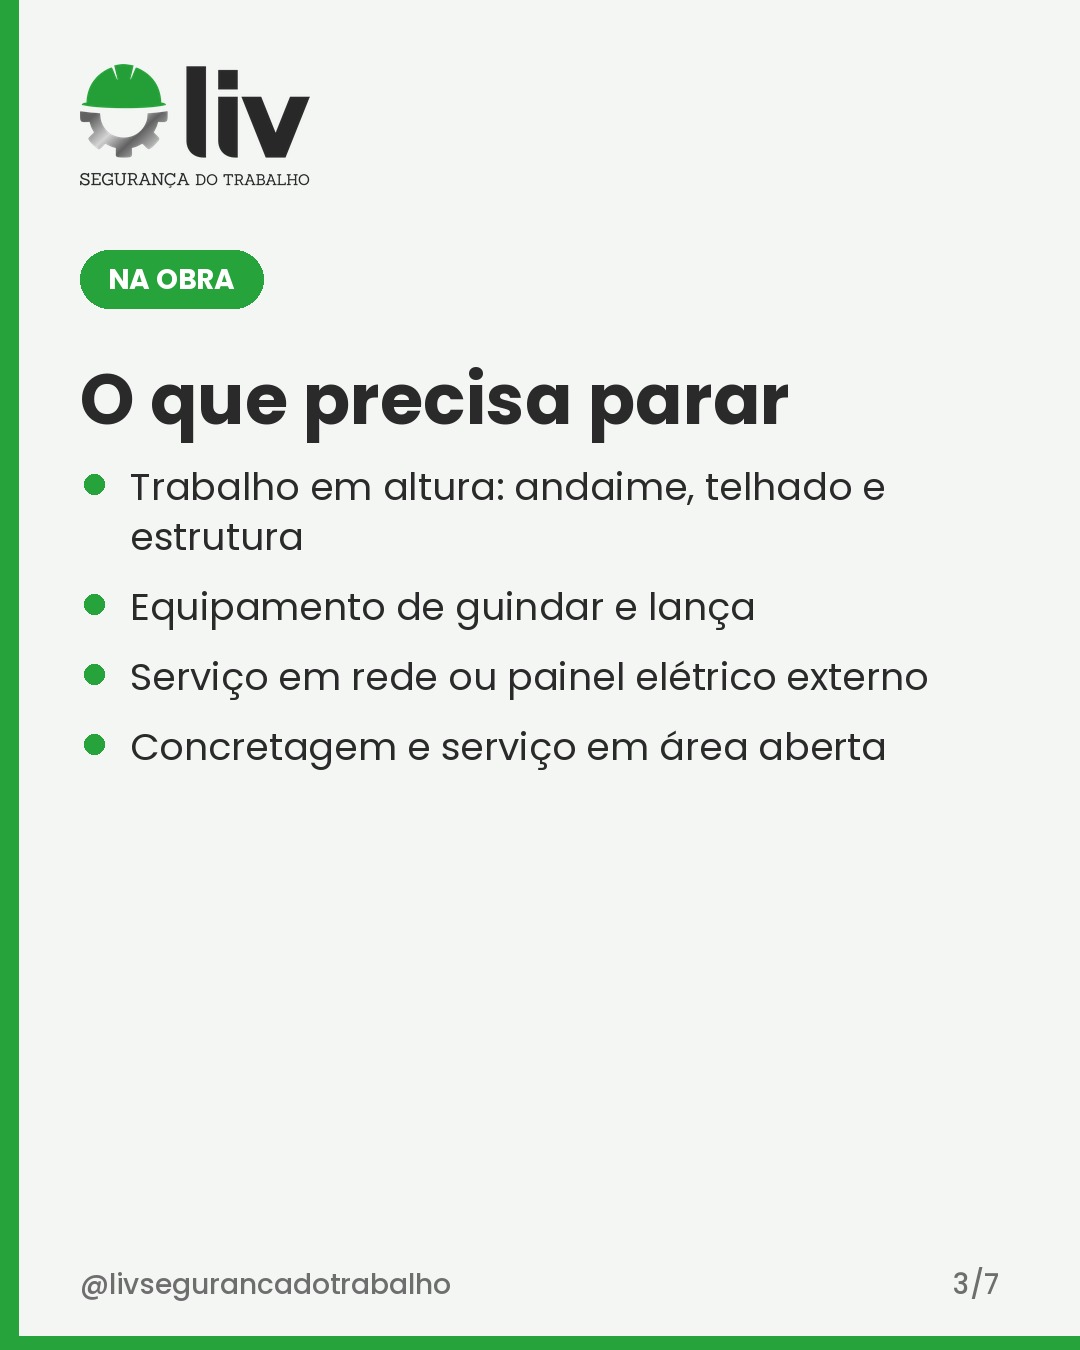 liv
SEGURANÇA DO TRABALHO
NA OBRA
O que precisa parar
Trabalho em altura: andaime, telhado e
estrutura
Equipamento de guindar e lança
Serviço em rede ou painel elétrico externo
Concretagem e serviço em área aberta
@livsegurancadotrabalho
3/7